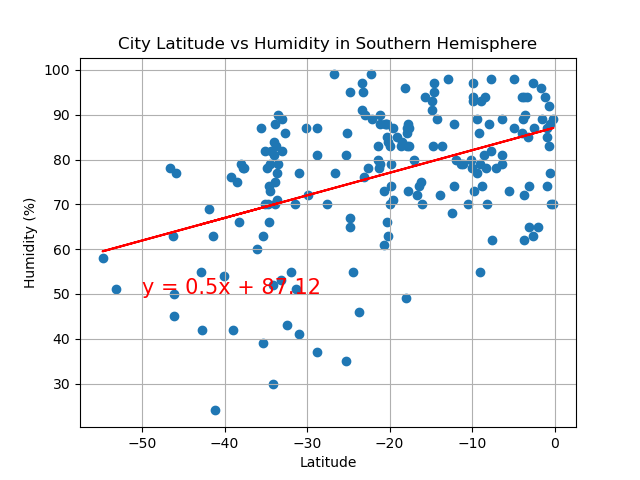 City Latitude vs Humidity in Southern Hemisphere
100
90
80
70
60
50
40
30
Humidity (%)
y = 0.5x + 87.12
−50 −40 −30 −20 −10 0
Latitude